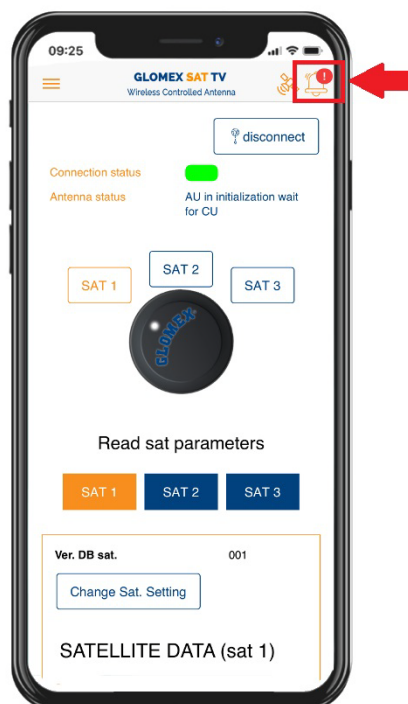 09:25
GLOMEX SAT TV
Wireless Controlled Antenna
!
disconnect
Connection status
Antenna status
AU in initialization wait
for CU
SAT 1
SAT 2
SAT 3
GLOMEX
Read sat parameters
SAT 1
SAT 2
SAT 3
Ver. DB sat.
001
Change Sat. Setting
SATELLITE DATA (sat 1)